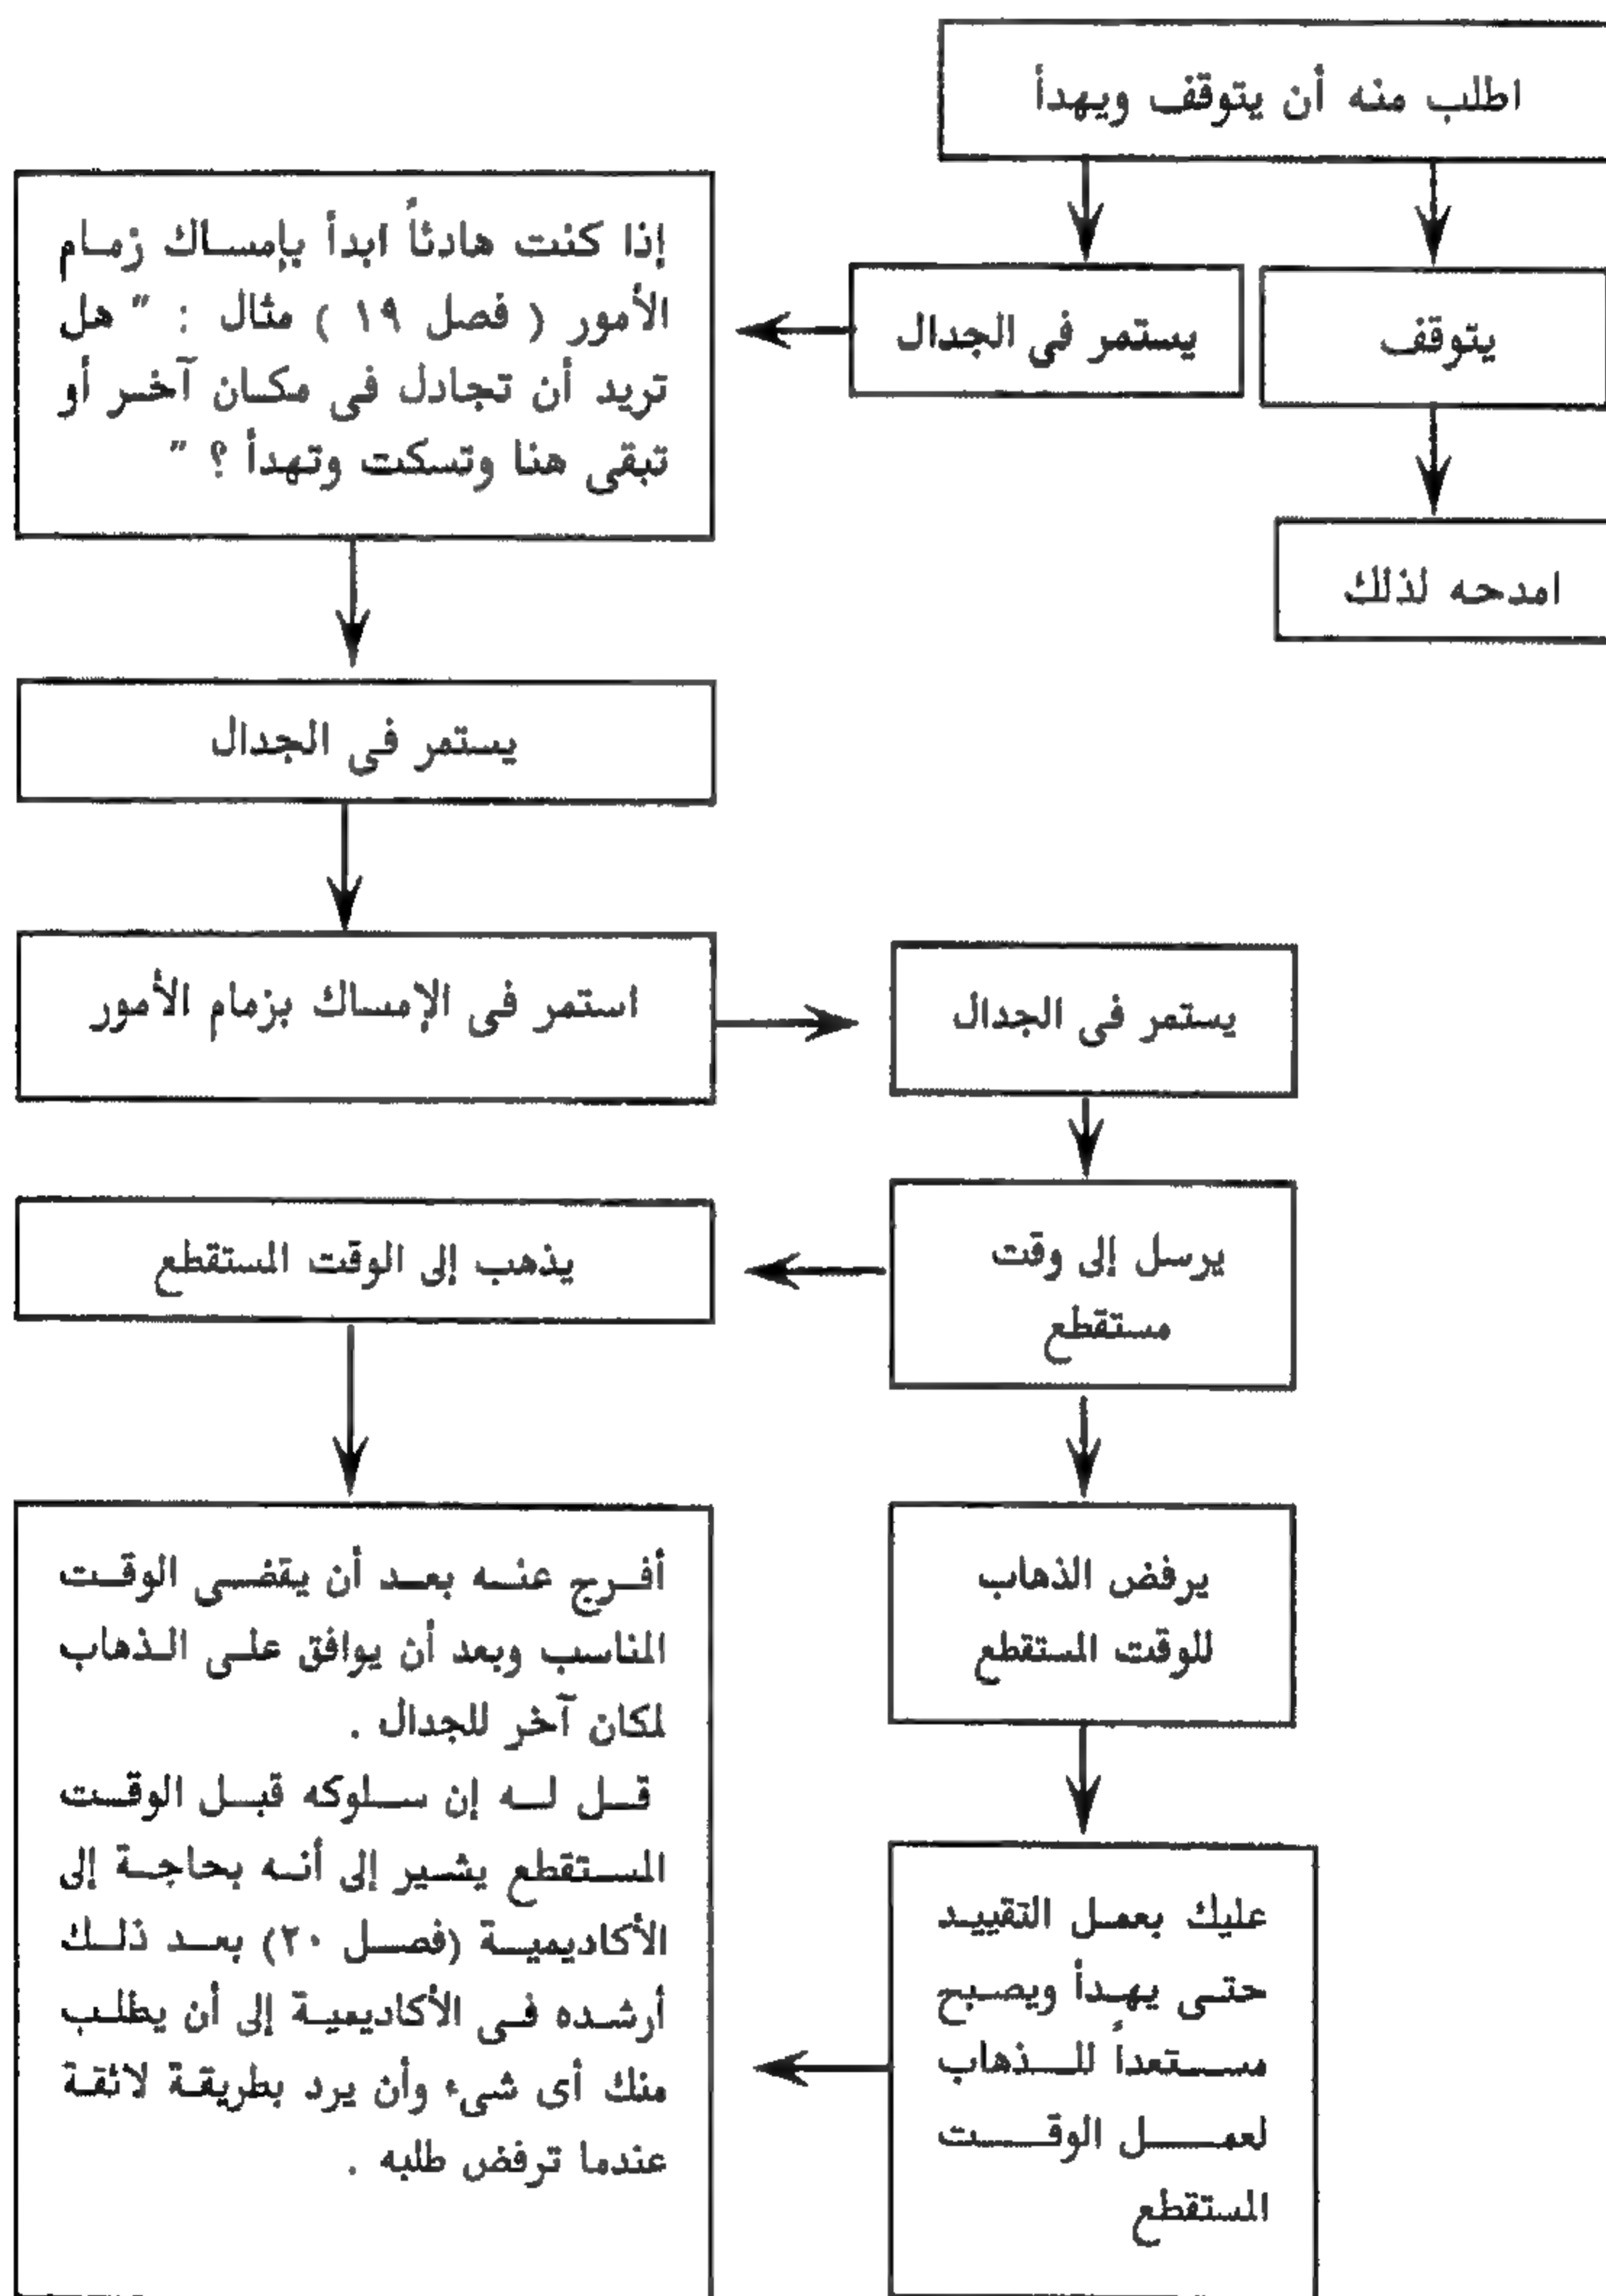 اطلب منه أن يتوقف ويهدأ
يتوقف
امدحه لذلك
يستمر فى الجدال
إذا كنت هادئاً ابدأ بإمساك زمام
الأمور ( فصل ١٩ ) مثال : " هل
تريد أن تجادل فى مكان آخر أو
تبقى هنا وتسكت وتهدأ ؟ "
يستمر فى الجدال
استمر فى الإمساك بزمام الأمور
يستمر فى الجدال
يرسل إلى وقت
مستقطع
يذهب إلى الوقت المستقطع
يرفض الذهاب
للوقت المستقطع
عليك بعمل التقييد
حتى يهدأ ويصبح
مستعداً للذهاب
لعمل الوقت
المستقطع
أفرج عنه بعد أن يقضى الوقت
المناسب وبعد أن يوافق على الذهاب
لمكان آخر للجدال .
قل له إن سلوكه قبل الوقت
المستقطع يشير إلى أنه بحاجة إلى
الأكاديمية (فصل ٢٠) بعد ذلك
أرشده فى الأكاديمية إلى أن يطلب
منك أى شىء وأن يرد بطريقة لائقة
عندما ترفض طلبه .